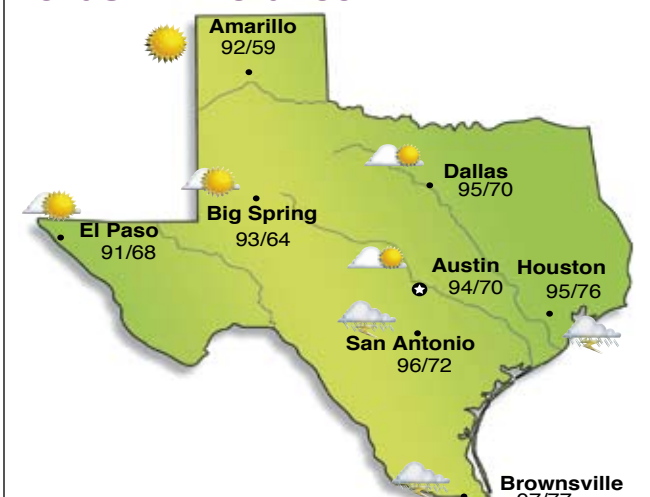 Amarillo
92/59
Dallas
95/70
Big Spring
93/64
El Paso
91/68
Austin
94/70
Houston
95/76
San Antonio
96/72
Brownsville